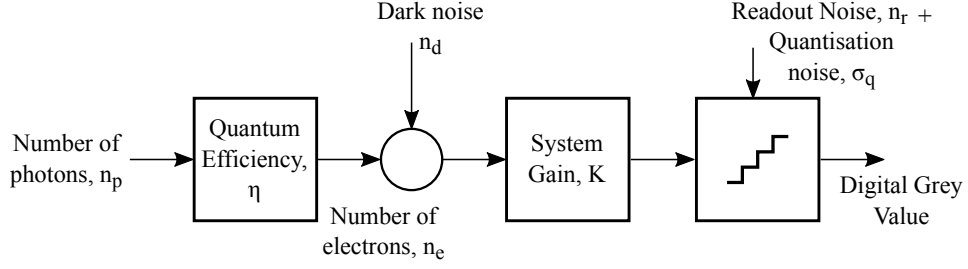 Number of
photons, n_p
Quantum
Efficiency,
η
Dark noise
n_d
Number of
electrons, n_e
System
Gain, K
Readout Noise, n_r +
Quantisation
noise, σ_q
Digital Grey
Value